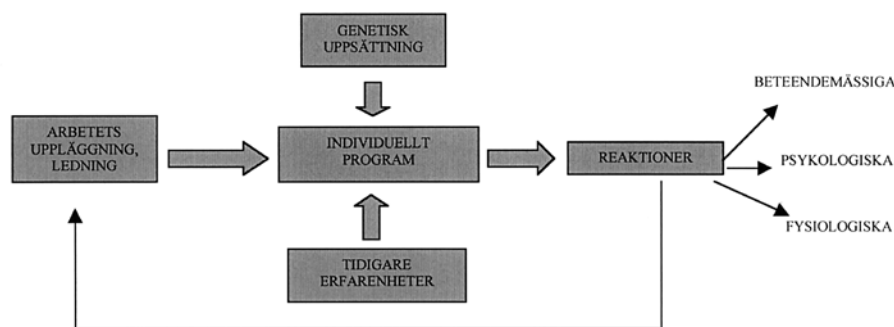 GENETISK
UPPSÄTTNING
BETEENDEMÄSSIGA
ARBETETS
UPPLÄGGNING,
LEDNING
INDIVIDUELLT
PROGRAM
REAKTIONER
PSYKOLOGISKA
FYSIOLOGISKA
TIDIGARE
ERFARENHETER